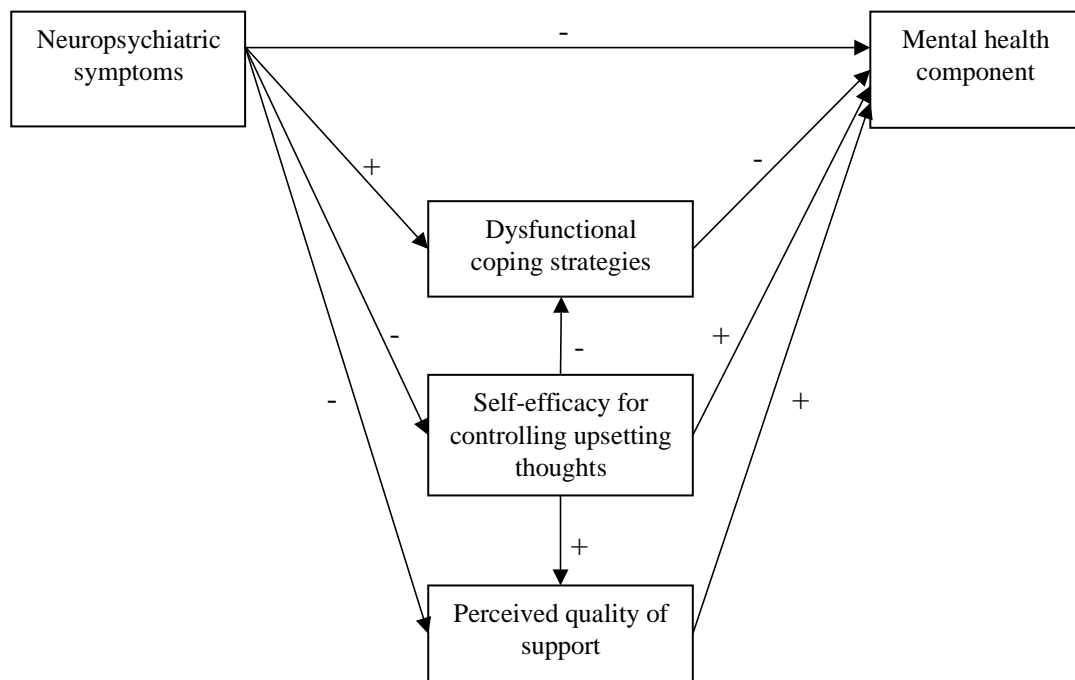 Neuropsychiatric
symptoms
-
Mental health
component
+
-
Dysfunctional
coping strategies
-
-
+
-
Self-efficacy for
controlling upsetting
thoughts
+
+
Perceived quality of
support